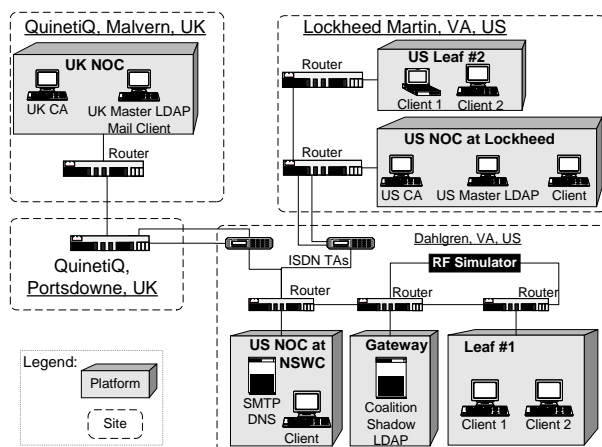 QuinetiQ, Malvern, UK
UK NOC
UK CA
UK Master LDAP
Mail Client
Router
QuinetiQ,
Portsdowne, UK
Lockheed Martin, VA, US
Router
US Leaf #2
Client 1
Client 2
Router
US NOC at Lockheed
US CA
US Master LDAP
Client
Dahlgren, VA, US
ISDN TAs
RF Simulator
Router
Router
Router
US NOC at
NSWC
SMTP
DNS
Client
Gateway
Coalition
Shadow
LDAP
Leaf #1
Client 1
Client 2
Legend:
Platform
Site